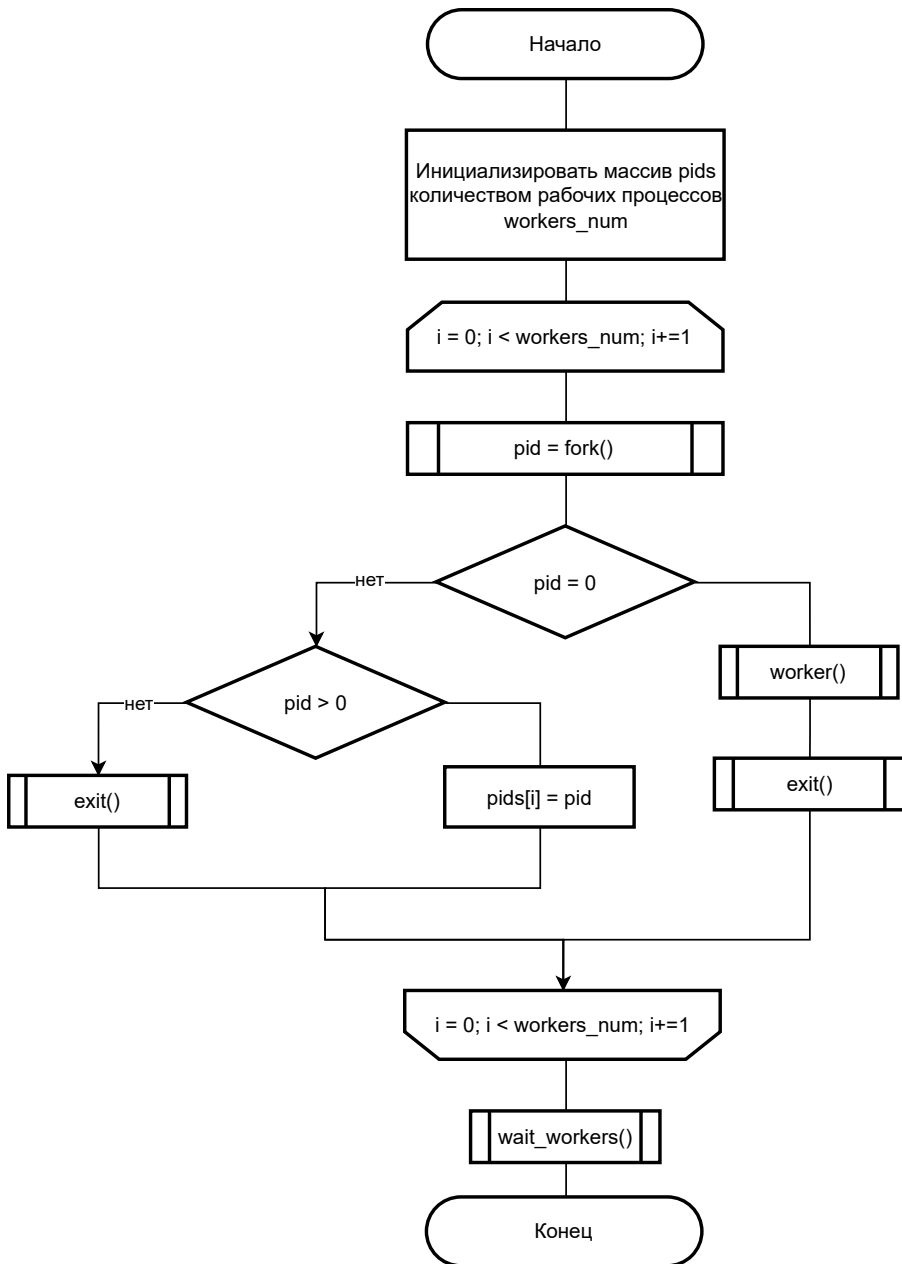 Начало
Инициализировать массив pids
количеством рабочих процессов
workers_num
i = 0; i < workers_num; i+=1
pid = fork()
нет
pid = 0
worker()
нет
pid > 0
exit()
pids[i] = pid
exit()
i = 0; i < workers_num; i+=1
wait_workers()
Конец